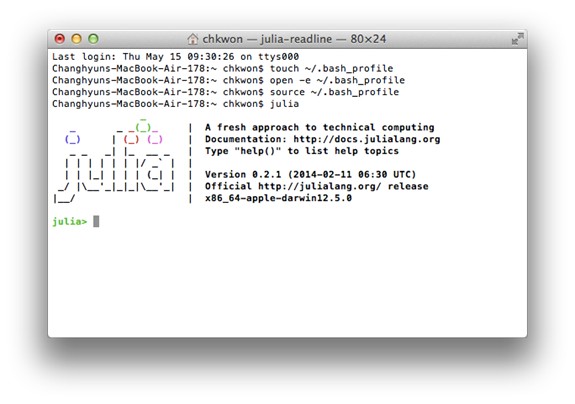 chkwon — julia-readline — 80×24
Last login: Thu May 15 09:30:26 on ttys000
Changhyuns-MacBook-Air-178:~ chkwon$ touch ~/.bash_profile
Changhyuns-MacBook-Air-178:~ chkwon$ open -e ~/.bash_profile
Changhyuns-MacBook-Air-178:~ chkwon$ source ~/.bash_profile
Changhyuns-MacBook-Air-178:~ chkwon$ julia
julia
A fresh approach to technical computing
Documentation: http://docs.julialang.org
Type "help()" to list help topics
Version 0.2.1 (2014-02-11 06:30 UTC)
Official http://julialang.org/ release
x86_64-apple-darwin12.5.0
julia>